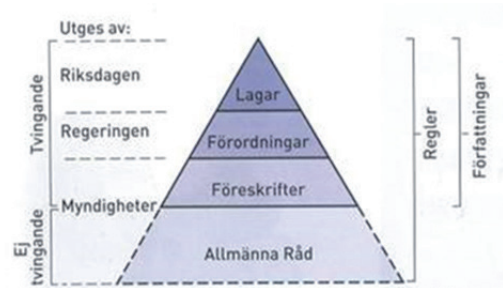 Utges av:
Riksdagen
Regeringen
Myndigheter
Tvingande
Ej
tvingande
Lagar
Förordningar
Föreskrifter
Allmänna Råd
Regler
Författningar